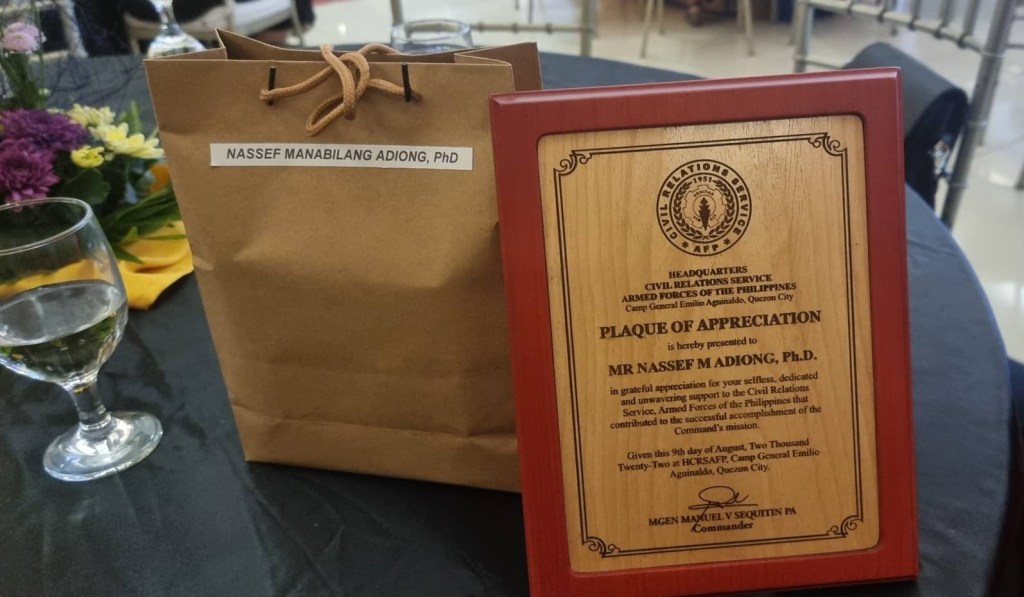 NASSEF MANABILANG ADIONG, PhD
CIVIL RELATIONS SERVICE
1951
AFP
HEADQUARTERS
CIVIL RELATIONS SERVICE
ARMED FORCES OF THE PHILIPPINES
Camp General Emilio Aguinaldo, Quezon City
PLAQUE OF APPRECIATION
is hereby presented to
MR NASSEF M ADIONG, Ph.D.
in grateful appreciation for your selfless, dedicated
and unwavering support to the Civil Relations
Service, Armed Forces of the Philippines that
contributed to the successful accomplishment of the
Command's mission.
Given this 9th day of August, Two Thousand
Twenty-Two at HCRSAFP, Camp General Emilio
Aguinaldo, Quezon City.
MGEN MANUEL V SEQUITIN PA
Commander